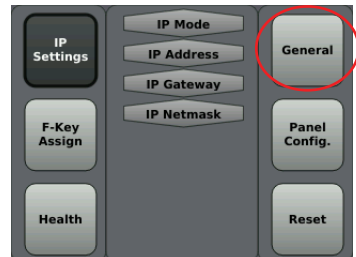 IP
Settings
F-Key
Assign
Health
IP Mode
IP Address
IP Gateway
IP Netmask
General
Panel
Config.
Reset